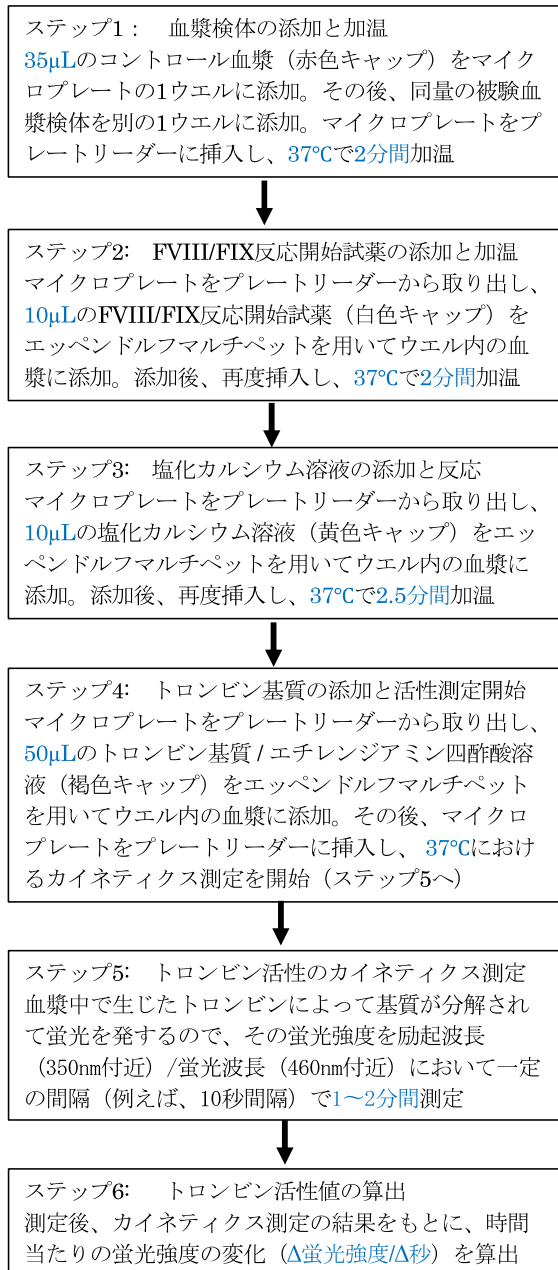 ステップ1： 血漿検体の添加と加温
35μLのコントロール血漿（赤色キャップ）をマイク
ロプレートの1ウエルに添加。その後、同量の被験血
漿検体を別の1ウエルに添加。マイクロプレートをプ
レートリーダーに挿入し、37℃で2分間加温
ステップ2: FVIII/FIX反応開始試薬の添加と加温
マイクロプレートをプレートリーダーから取り出し、
10μLのFVIII/FIX反応開始試薬（白色キャップ）を
エッペンドルフマルチペットを用いてウエル内の血
漿に添加。添加後、再度挿入し、37℃で2分間加温
ステップ3: 塩化カルシウム溶液の添加と反応
マイクロプレートをプレートリーダーから取り出し、
10μLの塩化カルシウム溶液（黄色キャップ）をエッ
ペンドルフマルチペットを用いてウエル内の血漿に
添加。添加後、再度挿入し、37℃で2.5分間加温
ステップ4: トロンビン基質の添加と活性測定開始
マイクロプレートをプレートリーダーから取り出し、
50μLのトロンビン基質 / エチレンジアミン四酢酸溶
液（褐色キャップ）をエッペンドルフマルチペット
を用いてウエル内の血漿に添加。その後、マイクロ
プレートをプレートリーダーに挿入し、 37℃におけ
るカイネティクス測定を開始（ステップ5へ）
ステップ5: トロンビン活性のカイネティクス測定
血漿中で生じたトロンビンによって基質が分解され
て蛍光を発するので、その蛍光強度を励起波長
（350nm付近）/蛍光波長（460nm付近）において一定
の間隔（例えば、10秒間隔）で1～2分間測定
ステップ6: トロンビン活性値の算出
測定後、カイネティクス測定の結果をもとに、時間
当たりの蛍光強度の変化（Δ蛍光強度/Δ秒）を算出